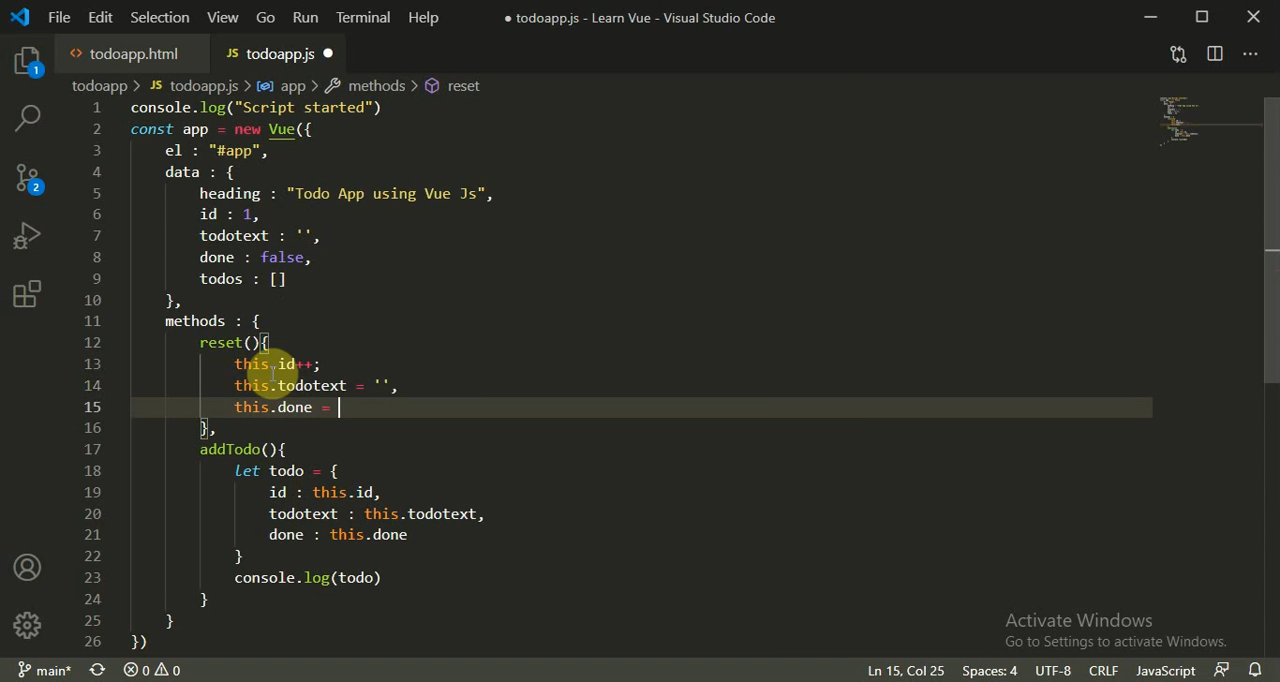 File Edit Selection View Go Run Terminal Help ● todoapp.js - Learn Vue - Visual Studio Code
<> todoapp.html JS todoapp.js ●
todoapp > JS todoapp.js > app > methods > reset
1 console.log("Script started")
2 const app = new Vue({
3 el : "#app",
4 data : {
5 heading : "Todo App using Vue Js",
6 id : 1,
7 todotext : '',
8 done : false,
9 todos : []
10 },
11 methods : {
12 reset(){
13 this.id++;
14 this.todotext = '',
15 this.done =
16 },
17 addTodo(){
18 let todo = {
19 id : this.id,
20 todotext : this.todotext,
21 done : this.done
22 }
23 console.log(todo)
24 }
25 }
26 })
1
2
Activate Windows
Go to Settings to activate Windows.
main* 0 0 Ln 15, Col 25 Spaces: 4 UTF-8 CRLF JavaScript